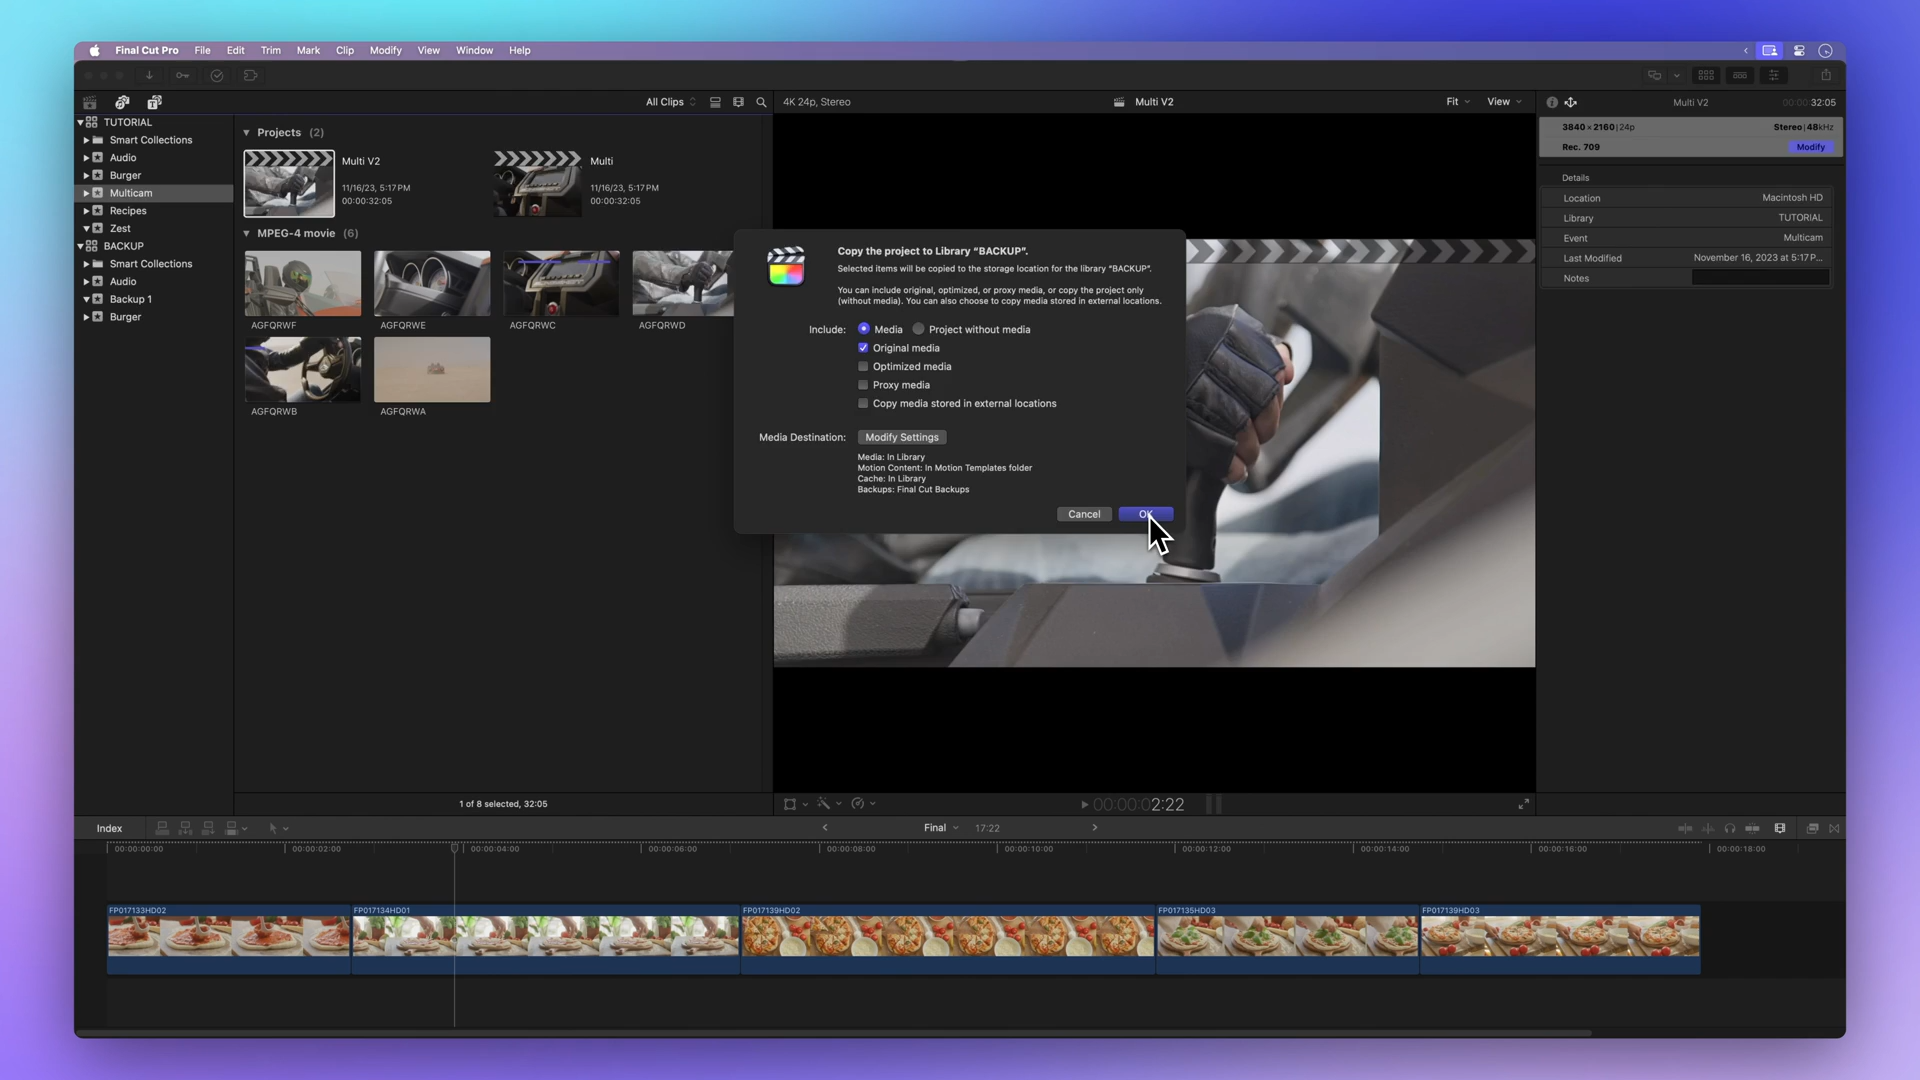 Final Cut Pro File Edit Trim Mark Clip Modify View Window Help
All Clips
4K 24p, Stereo
Multi V2
Fit
View
Multi V2
00:00:32:05
TUTORIAL
Smart Collections
Audio
Burger
Multicam
Recipes
Zest
BACKUP
Smart Collections
Audio
Backup 1
Burger
Projects (2)
Multi V2
11/16/23, 5:17 PM
00:00:32:05
Multi
11/16/23, 5:17 PM
00:00:32:05
MPEG-4 movie (6)
AGFQRWF
AGFQRWE
AGFQRWC
AGFQRWD
AGFQRWB
AGFQRWA
1 of 8 selected, 32:05
Copy the project to Library “BACKUP”.
Selected items will be copied to the storage location for the library “BACKUP”.
You can include original, optimized, or proxy media, or copy the project only
(without media). You can also choose to copy media stored in external locations.
Include: Media Project without media
Original media
Optimized media
Proxy media
Copy media stored in external locations
Media Destination: Modify Settings
Media: In Library
Motion Content: In Motion Templates folder
Cache: In Library
Backups: Final Cut Backups
Cancel
OK
3840 × 2160 | 24p
Stereo | 48kHz
Rec. 709
Modify
Details
Location Macintosh HD
Library TUTORIAL
Event Multicam
Last Modified November 16, 2023 at 5:17 P...
Notes
00:00:02:22
Index
Final
17:22
00:00:00:00
00:00:02:00
00:00:04:00
00:00:06:00
00:00:08:00
00:00:10:00
00:00:12:00
00:00:14:00
00:00:16:00
00:00:18:00
FP017133HD02
FP017134HD01
FP017139HD02
FP017135HD03
FP017139HD03